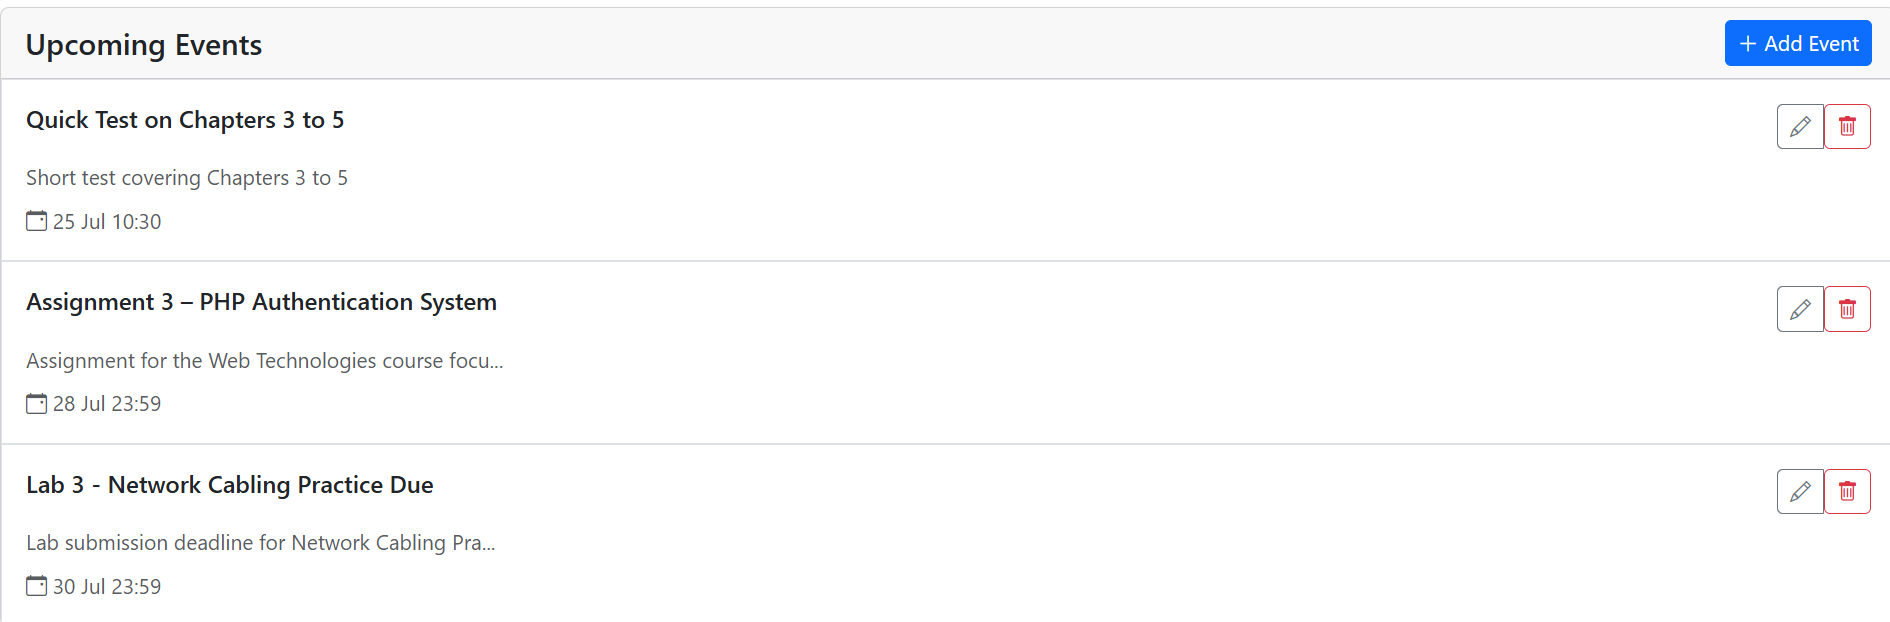 Upcoming Events
+ Add Event
Quick Test on Chapters 3 to 5
Short test covering Chapters 3 to 5
25 Jul 10:30
Assignment 3 – PHP Authentication System
Assignment for the Web Technologies course focu...
28 Jul 23:59
Lab 3 - Network Cabling Practice Due
Lab submission deadline for Network Cabling Pra...
30 Jul 23:59